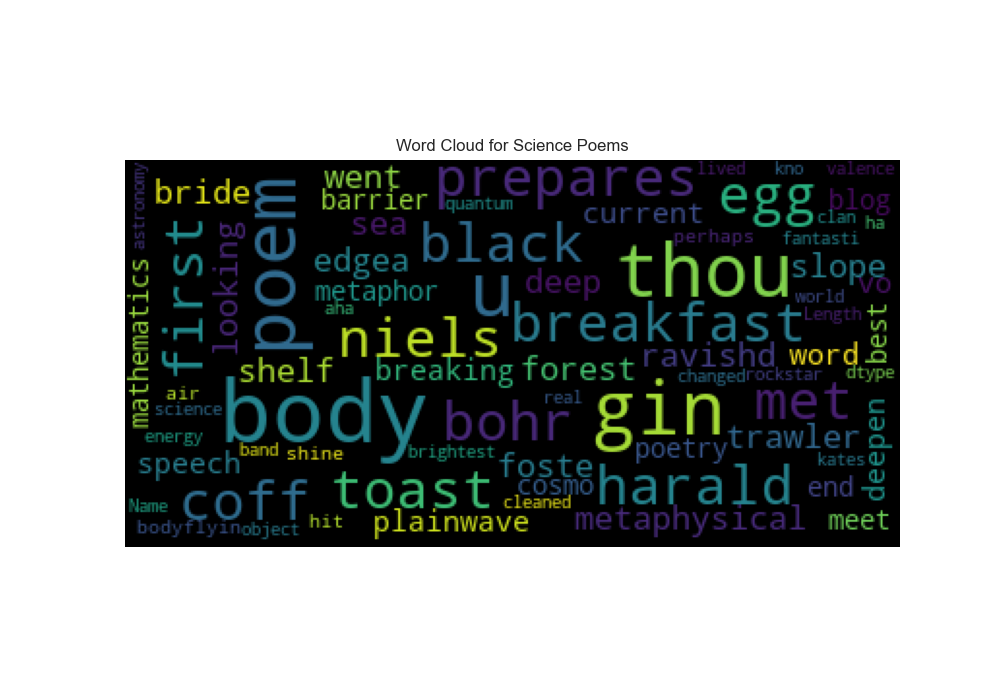 Word Cloud for Science Poems
astronomy
bride
went
barrier
prepares
quantum
lived
kno
valence
egg
blog
clan
ha
poem
first
looking
sea
black
current
perhaps
fantasti
edgea
metaphor
aha
u
deep
thou
slope
vo
world
Length
mathematics
niels
breakfast
best
shelf
breaking
forest
ravishd
word
dtype
changed
rockstar
air
science
energy
body
bohr
real
gin
met
band
shine
brightest
poetry
trawler
deepen
speech
foste
kates
Name
coff
toast
cosmo
harald
end
cleaned
bodyflyin
object
hit
plainwave
metaphysical
meet